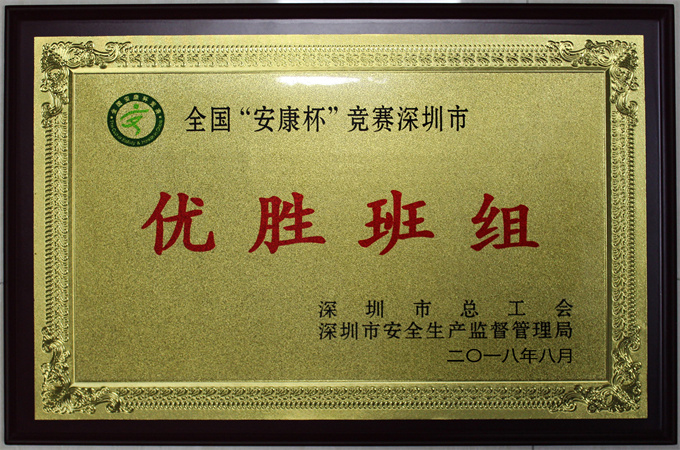 全国“安康杯”竞赛深圳市
优胜班组
深圳市总工会
深圳市安全生产监督管理局
二〇一八年八月